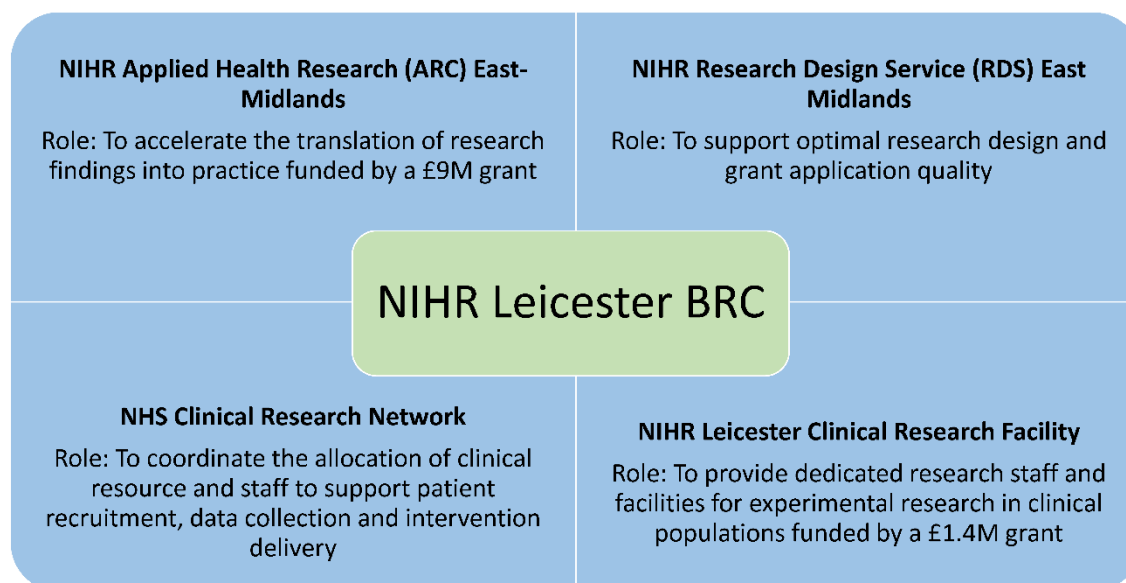 NIHR Applied Health Research (ARC) East-
Midlands
Role: To accelerate the translation of research
findings into practice funded by a £9M grant
NIHR Research Design Service (RDS) East
Midlands
Role: To support optimal research design and
grant application quality
NIHR Leicester BRC
NHS Clinical Research Network
Role: To coordinate the allocation of clinical
resource and staff to support patient
recruitment, data collection and intervention
delivery
NIHR Leicester Clinical Research Facility
Role: To provide dedicated research staff and
facilities for experimental research in clinical
populations funded by a £1.4M grant